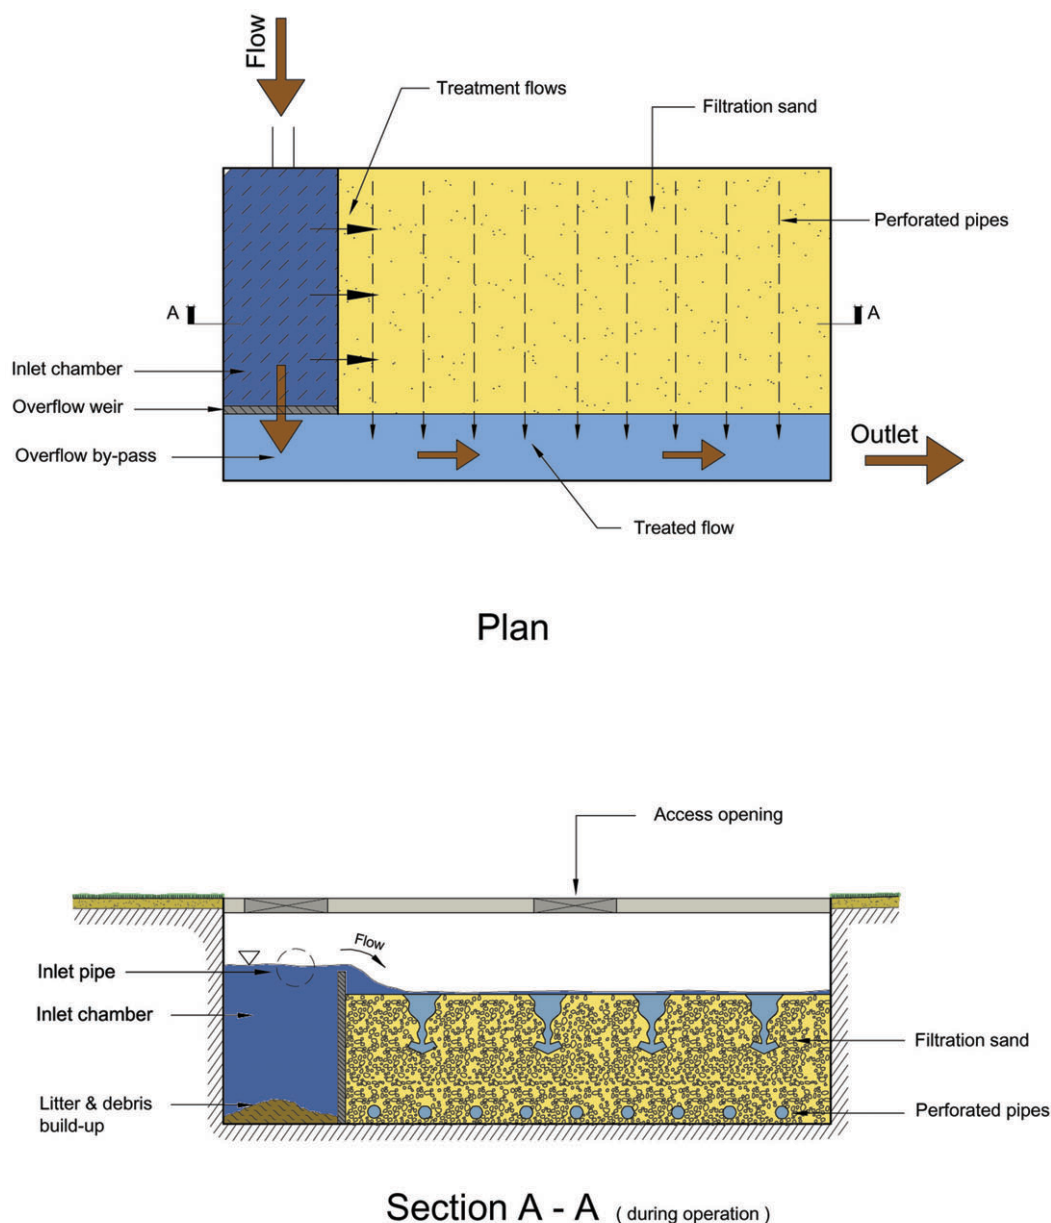 Flow
Treatment flows
Filtration sand
Perforated pipes
A
A
Inlet chamber
Overflow weir
Overflow by-pass
Outlet
Treated flow
Plan
Access opening
Flow
Inlet pipe
Inlet chamber
Filtration sand
Litter & debris
build-up
Perforated pipes
Section A - A ( during operation )